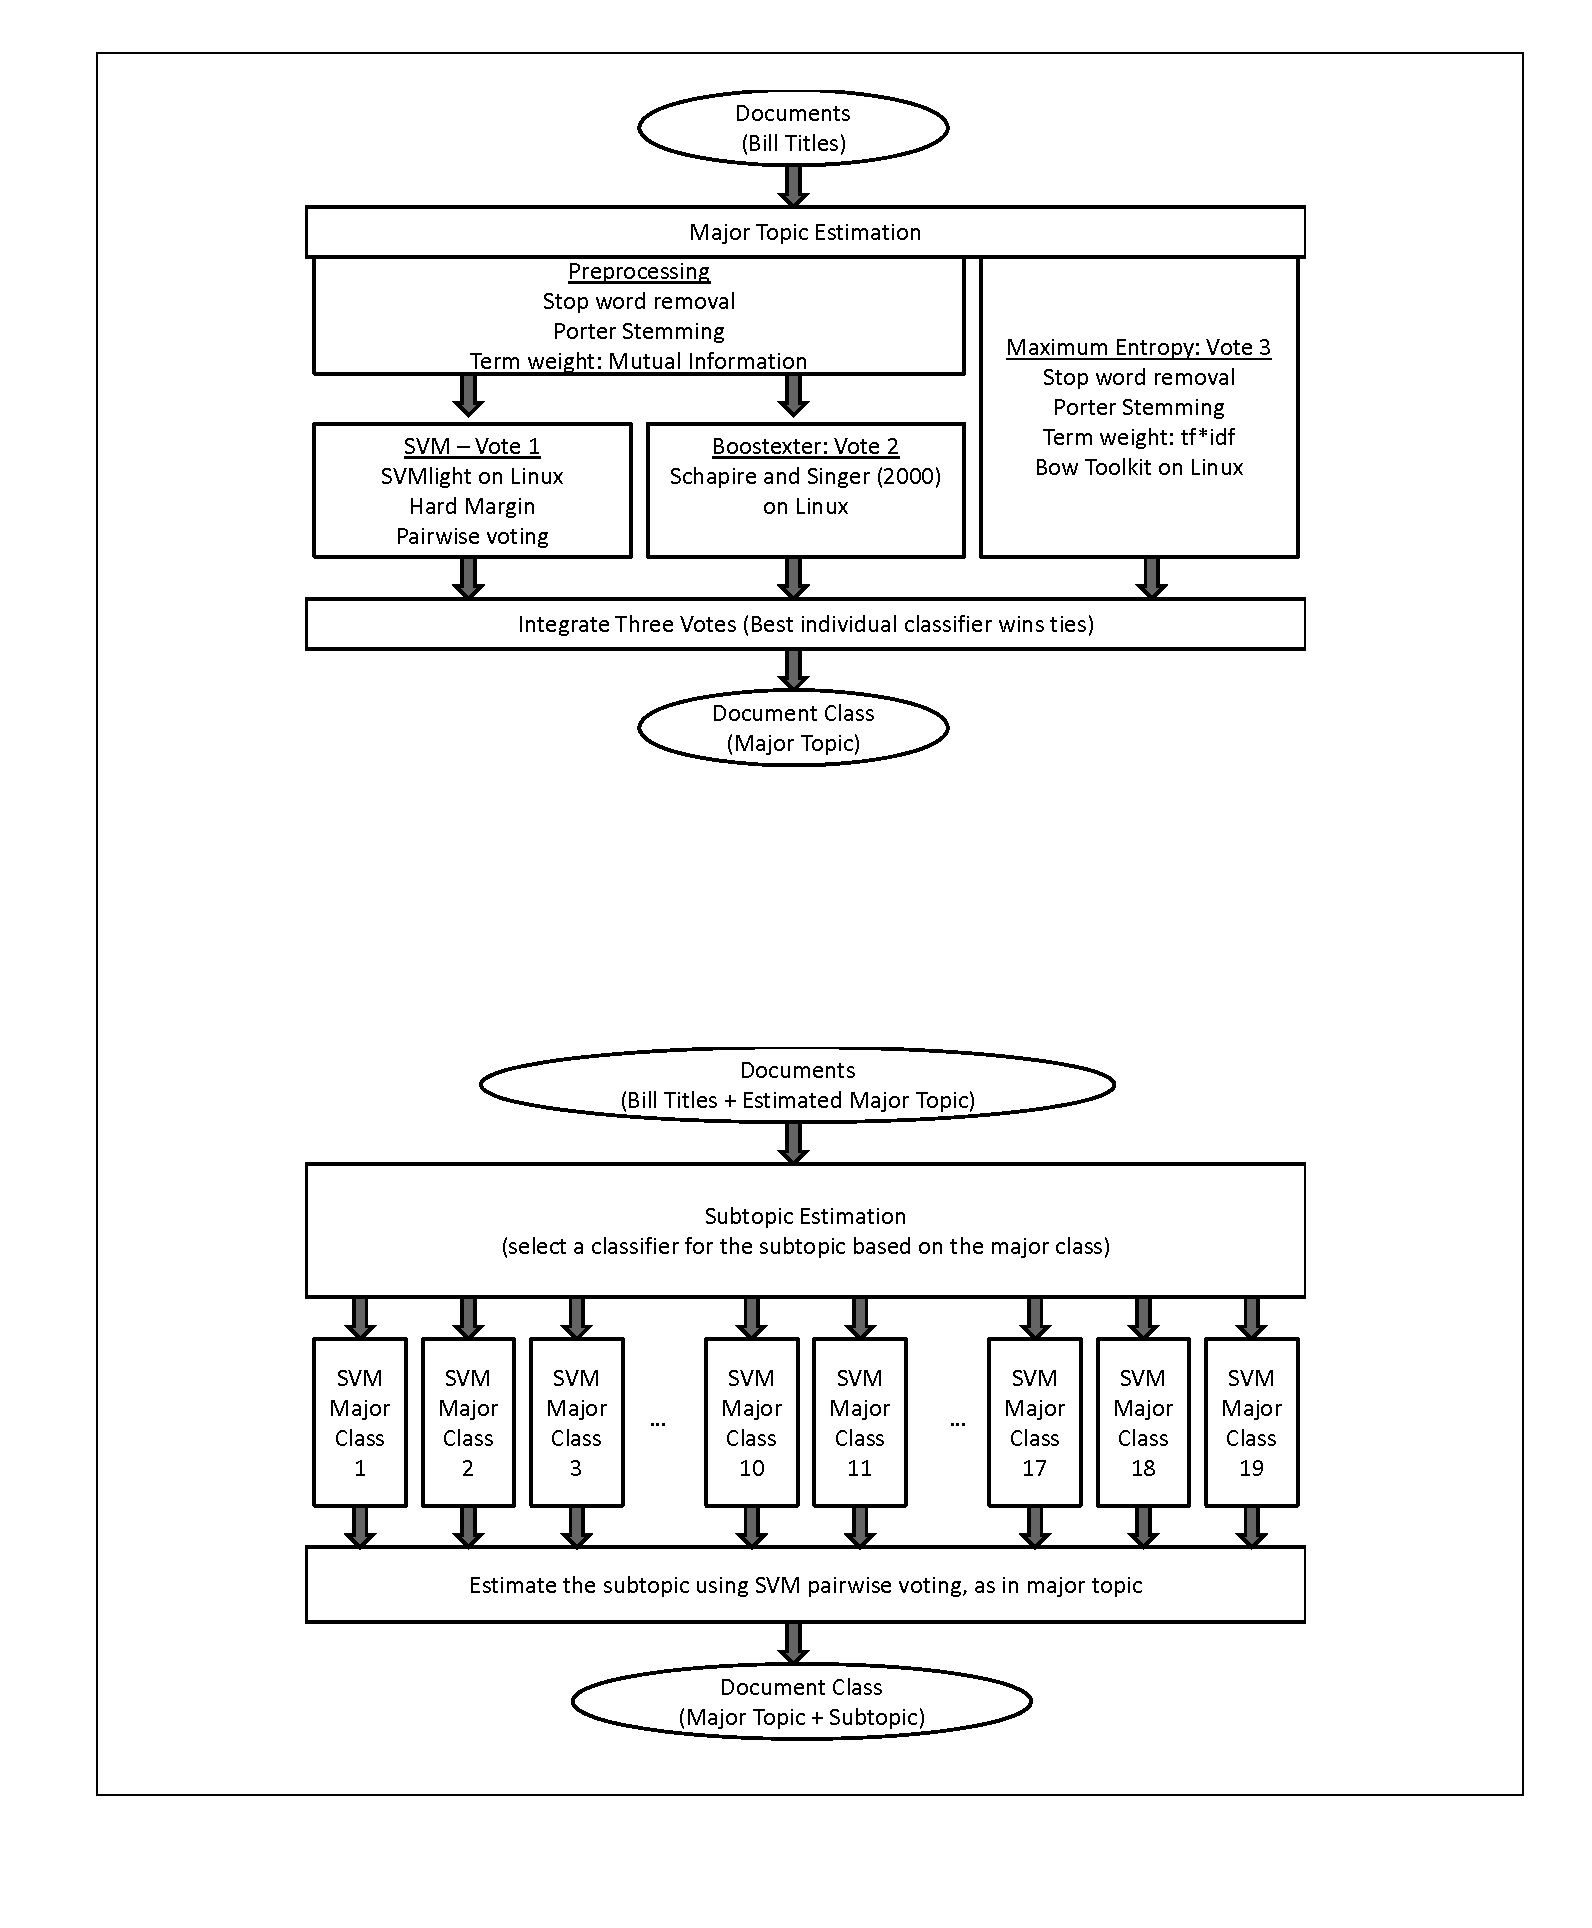 Documents
(Bill Titles)
Major Topic Estimation
Preprocessing
Stop word removal
Porter Stemming
Term weight: Mutual Information
SVM – Vote 1
SVMlight on Linux
Hard Margin
Pairwise voting
Boostexter: Vote 2
Schapire and Singer (2000)
on Linux
Maximum Entropy: Vote 3
Stop word removal
Porter Stemming
Term weight: tf*idf
Bow Toolkit on Linux
Integrate Three Votes (Best individual classifier wins ties)
Document Class
(Major Topic)
Documents
(Bill Titles + Estimated Major Topic)
Subtopic Estimation
(select a classifier for the subtopic based on the major class)
SVM
Major
Class
1
SVM
Major
Class
2
SVM
Major
Class
3
...
SVM
Major
Class
10
SVM
Major
Class
11
...
SVM
Major
Class
17
SVM
Major
Class
18
SVM
Major
Class
19
Estimate the subtopic using SVM pairwise voting, as in major topic
Document Class
(Major Topic + Subtopic)